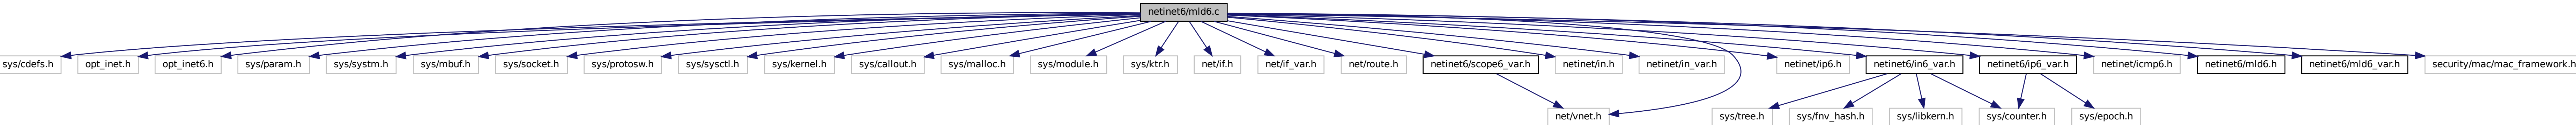 netinet6/mld6.c
sys/cdefs.h
opt_inet.h
opt_inet6.h
sys/param.h
sys/systm.h
sys/mbuf.h
sys/socket.h
sys/protosw.h
sys/sysctl.h
sys/kernel.h
sys/callout.h
sys/malloc.h
sys/module.h
sys/ktr.h
net/if.h
net/if_var.h
net/route.h
netinet6/scope6_var.h
netinet/in.h
netinet/in_var.h
netinet/ip6.h
netinet6/in6_var.h
netinet6/ip6_var.h
netinet/icmp6.h
netinet6/mld6.h
netinet6/mld6_var.h
security/mac/mac_framework.h
net/vnet.h
sys/tree.h
sys/fnv_hash.h
sys/libkern.h
sys/counter.h
sys/epoch.h